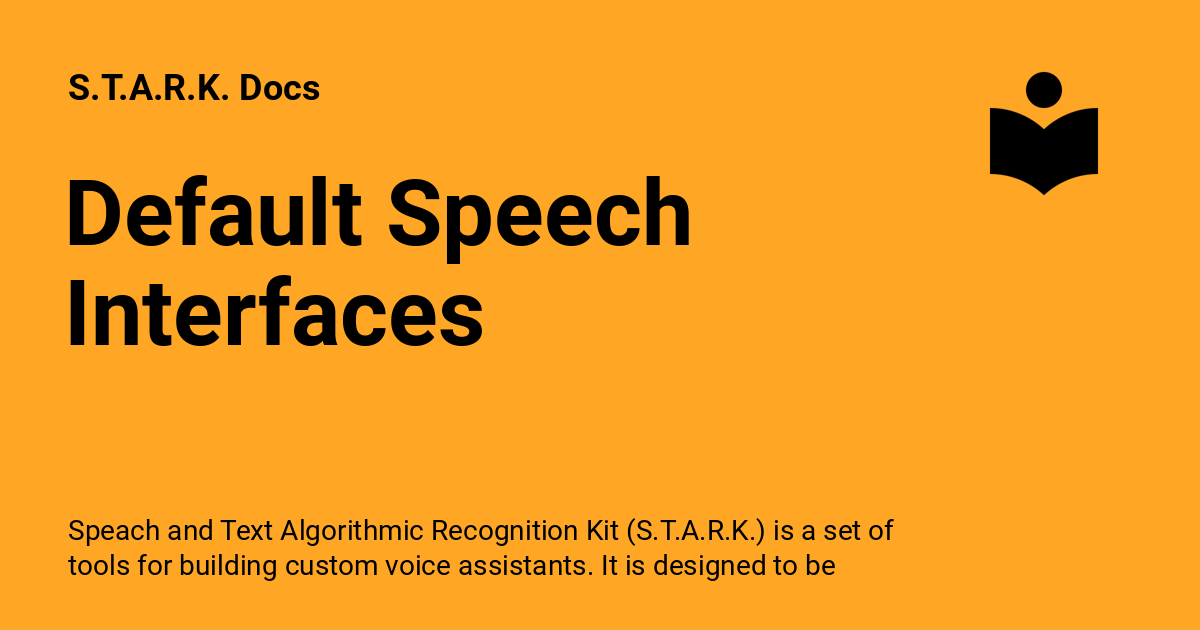 S.T.A.R.K. Docs
Default Speech
Interfaces
Speach and Text Algorithmic Recognition Kit (S.T.A.R.K.) is a set of
tools for building custom voice assistants. It is designed to be